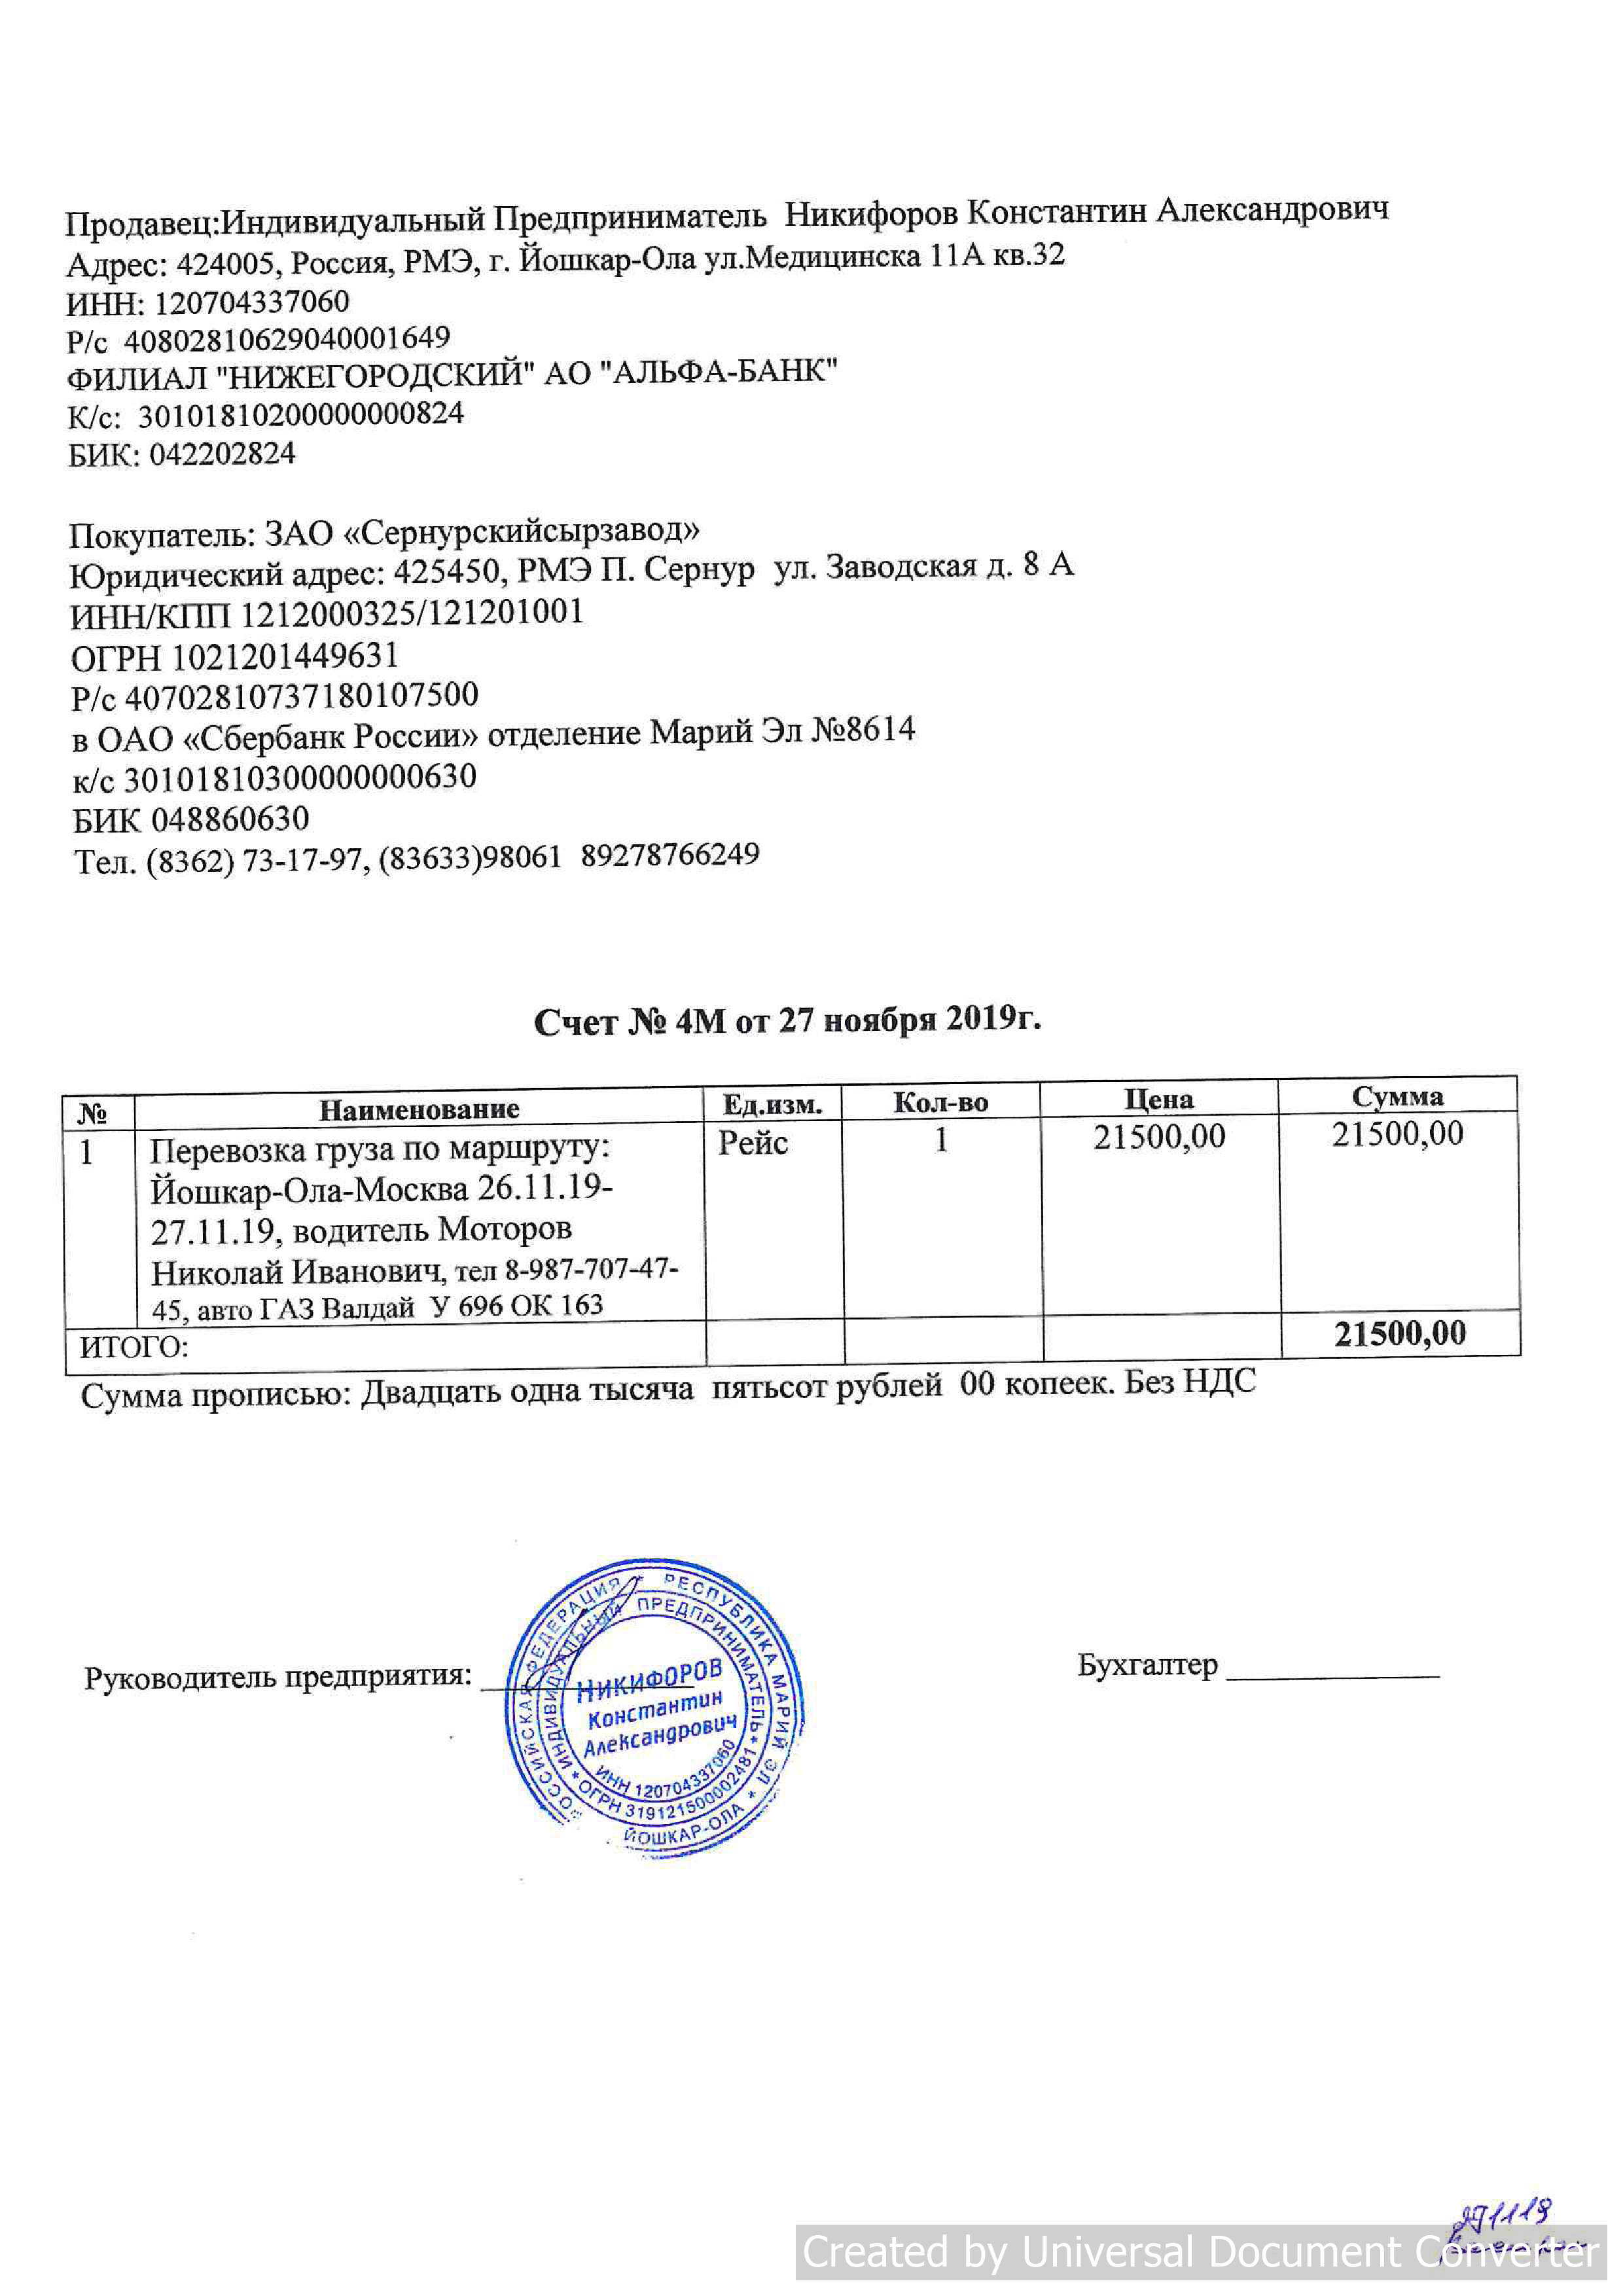 Продавец:Индивидуальный Предприниматель  Никифоров Константин Александрович
Адрес: 424005, Россия, РМЭ, г. Йошкар-Ола ул.Медицинска 11А кв.32
ИНН: 120704337060
Р/с  40802810629040001649
ФИЛИАЛ "НИЖЕГОРОДСКИЙ" АО "АЛЬФА-БАНК"
К/с:  30101810200000000824
БИК: 042202824
Покупатель: ЗАО «Сернурскийсырзавод»
Юридический адрес: 425450, РМЭ П. Сернур  ул. Заводская д. 8 А
ИНН/КПП 1212000325/121201001
ОГРН 1021201449631
Р/с 40702810737180107500
в ОАО «Сбербанк России» отделение Марий Эл №8614
к/с 30101810300000000630
БИК 048860630
Тел. (8362) 73-17-97, (83633)98061  89278766249
Счет № 4М от 27 ноября 2019г.
№ Наименование Ед.изм. Кол-во Цена Сумма
1 Перевозка груза по маршруту: Рейс 1 21500,00 21500,00
Йошкар-Ола-Москва 26.11.19-
27.11.19, водитель Моторов
Николай Иванович, тел 8-987-707-47-
45, авто ГАЗ Валдай  У 696 ОК 163
ИТОГО: 21500,00
Сумма прописью: Двадцать одна тысяча  пятьсот рублей  00 копеек. Без НДС
Руководитель предприятия: Бухгалтер
РОССИЙСКАЯ ФЕДЕРАЦИЯ * РЕСПУБЛИКА МАРИЙ ЭЛ * ЙОШКАР-ОЛА
ИНДИВИДУАЛЬНЫЙ ПРЕДПРИНИМАТЕЛЬ * ОГРН 319121500002481 *
НИКИФОРОВ
Константин
Александрович
ИНН 120704337060
Created by Universal Document Converter